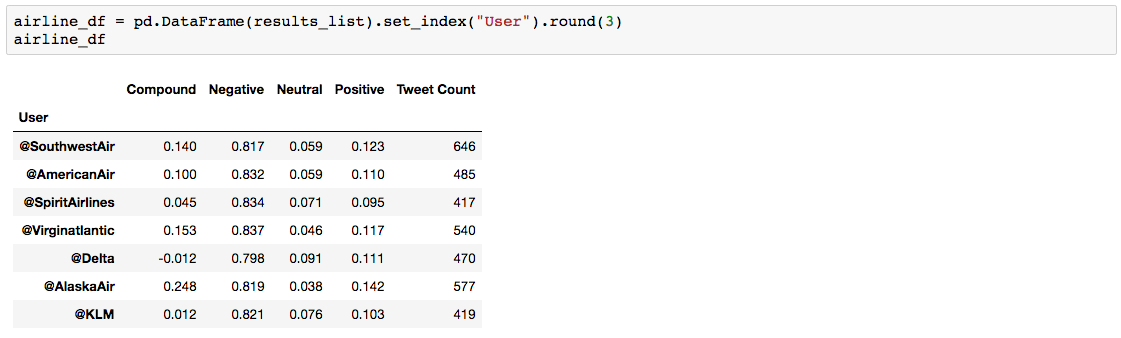 airline_df = pd.DataFrame(results_list).set_index("User").round(3)
airline_df
Compound Negative Neutral Positive Tweet Count
User
@SouthwestAir 0.140 0.817 0.059 0.123 646
@AmericanAir 0.100 0.832 0.059 0.110 485
@SpiritAirlines 0.045 0.834 0.071 0.095 417
@Virginatlantic 0.153 0.837 0.046 0.117 540
@Delta -0.012 0.798 0.091 0.111 470
@AlaskaAir 0.248 0.819 0.038 0.142 577
@KLM 0.012 0.821 0.076 0.103 419